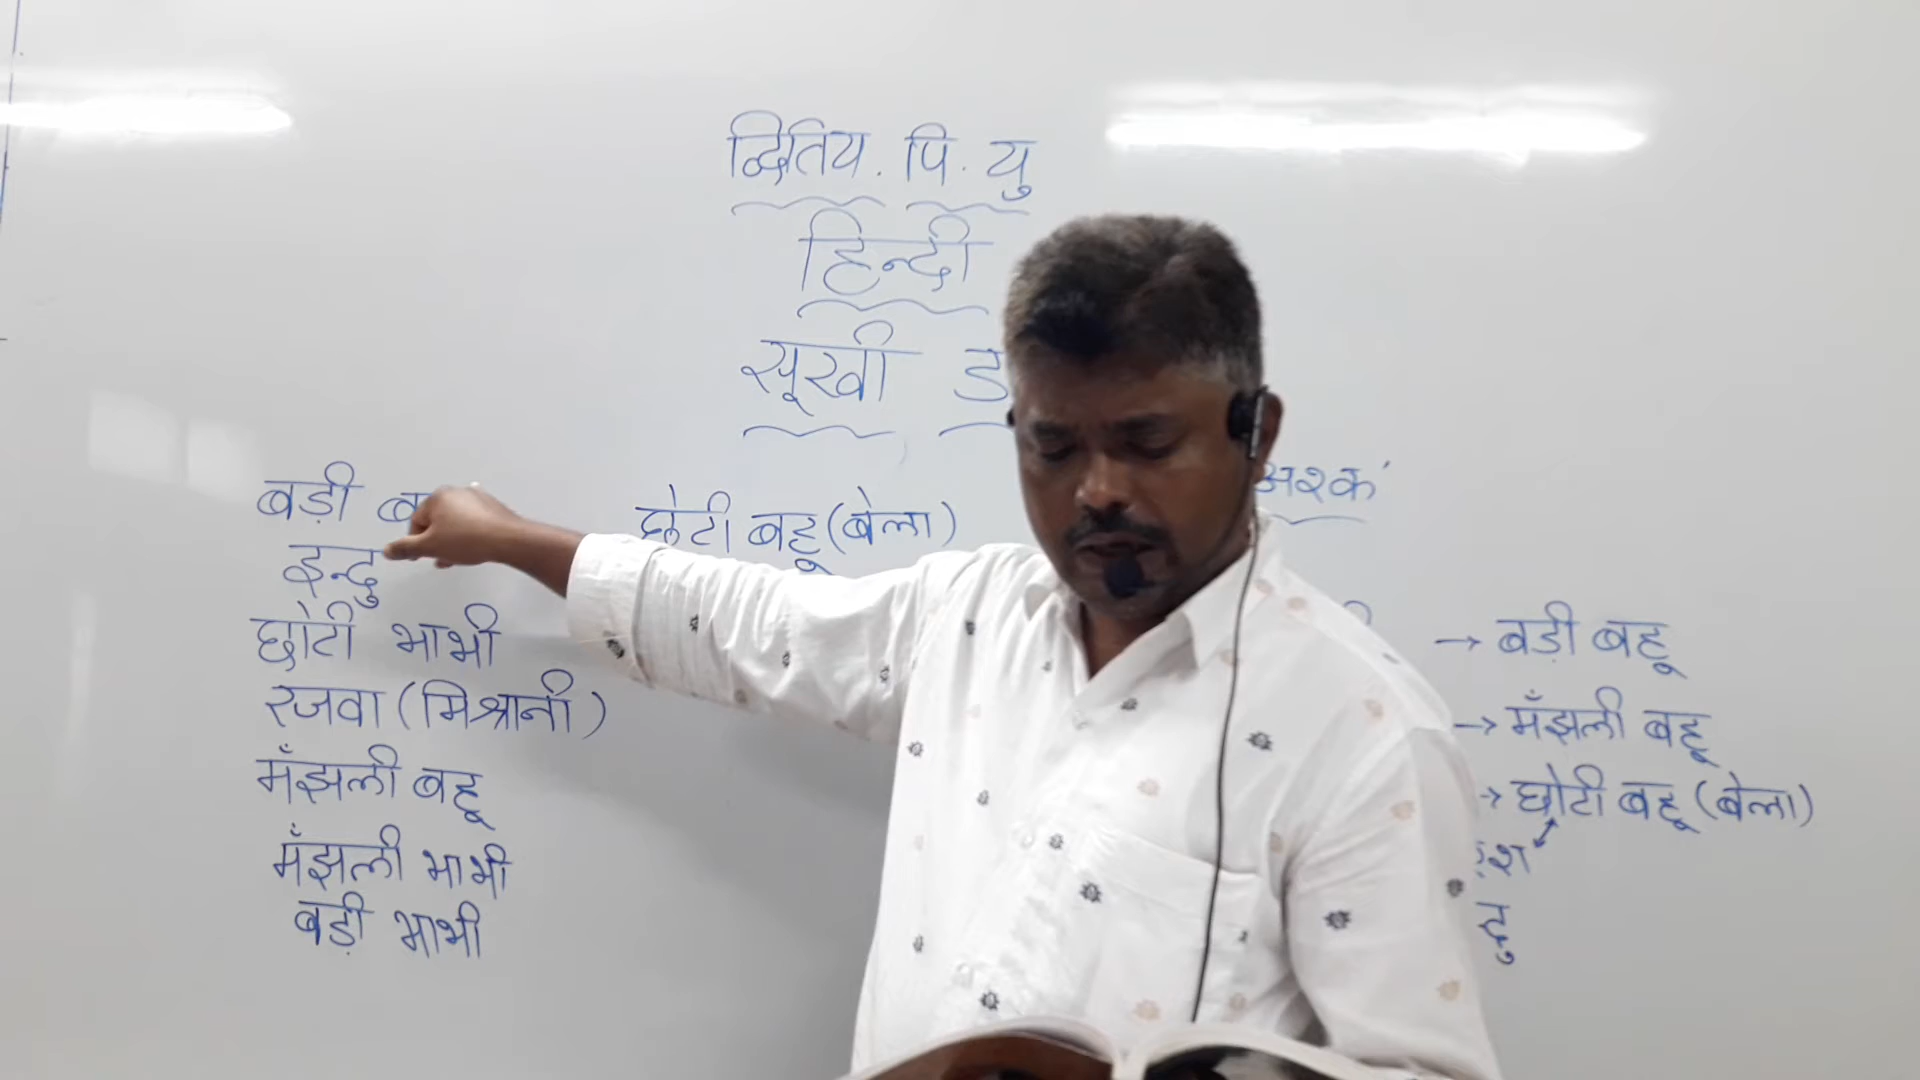 द्वितिय. पि. यु
हिन्दी
सूखी
अश्क'
बड़ी
इन्दु
छोटी भाभी
रजवा (मिश्रानी)
मँझली बहू
मँझली भाभी
बड़ी भाभी
छोटी बहू (बेला)
→ बड़ी बहू
→ मँझली बहू
→ छोटी बहू (बेला)